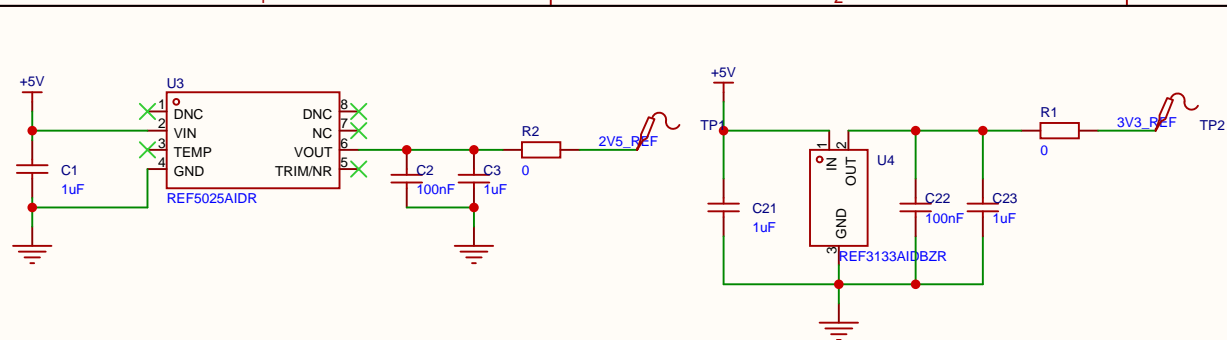 2
+5V
U3
1
DNC
DNC
8
2
VIN
NC
7
3
TEMP
VOUT
6
4
GND
TRIM/NR
5
REF5025AIDR
C1
1uF
C2
100nF
C3
1uF
R2
0
2V5_REF
TP1
+5V
C21
1uF
1
2
IN
OUT
GND
3
U4
REF3133AIDBZR
C22
100nF
C23
1uF
R1
0
3V3_REF
TP2